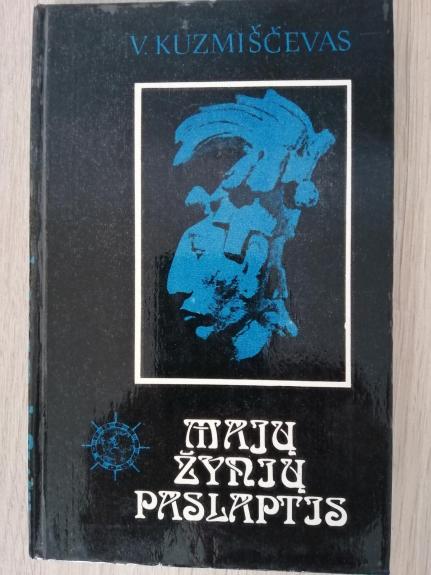 V. KUZMIŠČEVAS
MAJŲ
ŽYNIŲ
PASLAPTIS